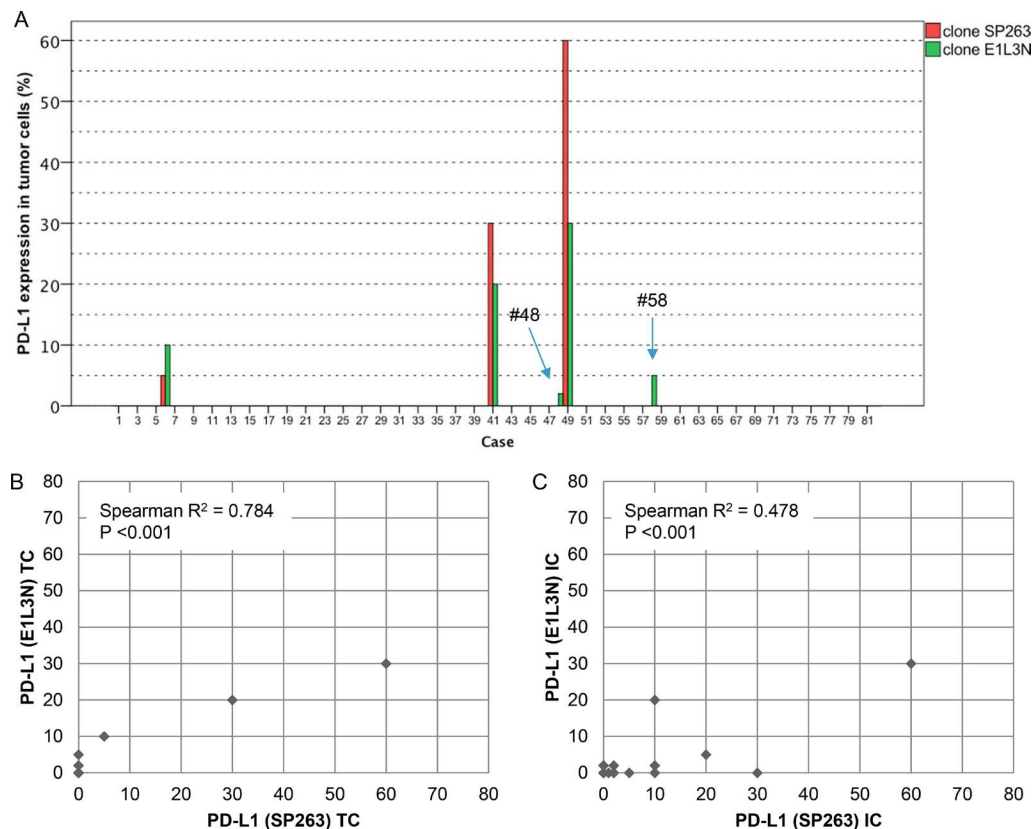 A
clone SP263
clone E1L3N
PD-L1 expression in tumor cells (%)
60
50
40
30
20
10
0
#48
#58
1 3 5 7 9 11 13 15 17 19 21 23 25 27 29 31 33 35 37 39 41 43 45 47 49 51 53 55 57 59 61 63 65 67 69 71 73 75 77 79 81
Case
B
Spearman R² = 0.784
P <0.001
PD-L1 (E1L3N) TC
80
70
60
50
40
30
20
10
0
0 10 20 30 40 50 60 70 80
PD-L1 (SP263) TC
C
Spearman R² = 0.478
P <0.001
PD-L1 (E1L3N) IC
80
70
60
50
40
30
20
10
0
0 10 20 30 40 50 60 70 80
PD-L1 (SP263) IC